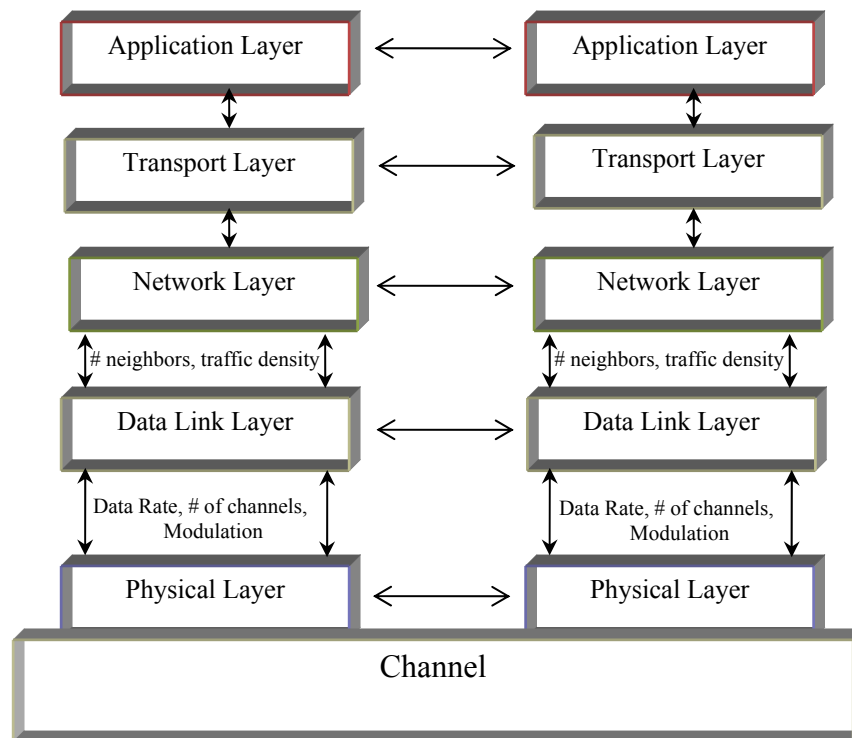 Application Layer
Application Layer
Transport Layer
Transport Layer
Network Layer
Network Layer
# neighbors, traffic density
# neighbors, traffic density
Data Link Layer
Data Link Layer
Data Rate, # of channels,
Modulation
Data Rate, # of channels,
Modulation
Physical Layer
Physical Layer
Channel